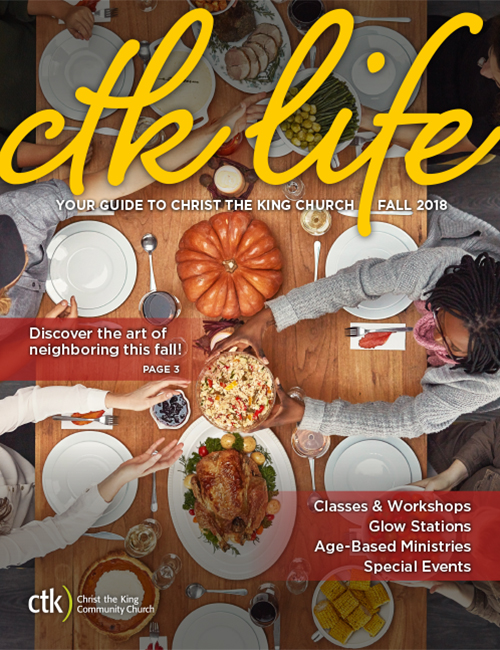 ctk life
YOUR GUIDE TO CHRIST THE KING CHURCH FALL 2018
Discover the art of
neighboring this fall!
PAGE 3
Classes & Workshops
Glow Stations
Age-Based Ministries
Special Events
ctk) Christ the King
Community Church